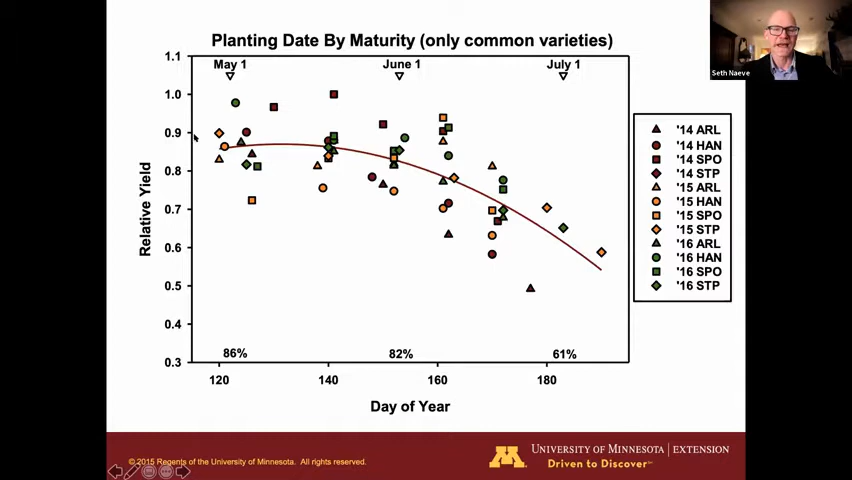 Planting Date By Maturity (only common varieties)
Seth Naeve
May 1
June 1
July 1
1.1
1.0
0.9
0.8
0.7
0.6
0.5
0.4
0.3
Relative Yield
86%
82%
61%
120
140
160
180
Day of Year
'14 ARL
'14 HAN
'14 SPO
'14 STP
'15 ARL
'15 HAN
'15 SPO
'15 STP
'16 ARL
'16 HAN
'16 SPO
'16 STP
© 2015 Regents of the University of Minnesota. All rights reserved.
M
UNIVERSITY OF MINNESOTA | EXTENSION
Driven to Discover℠